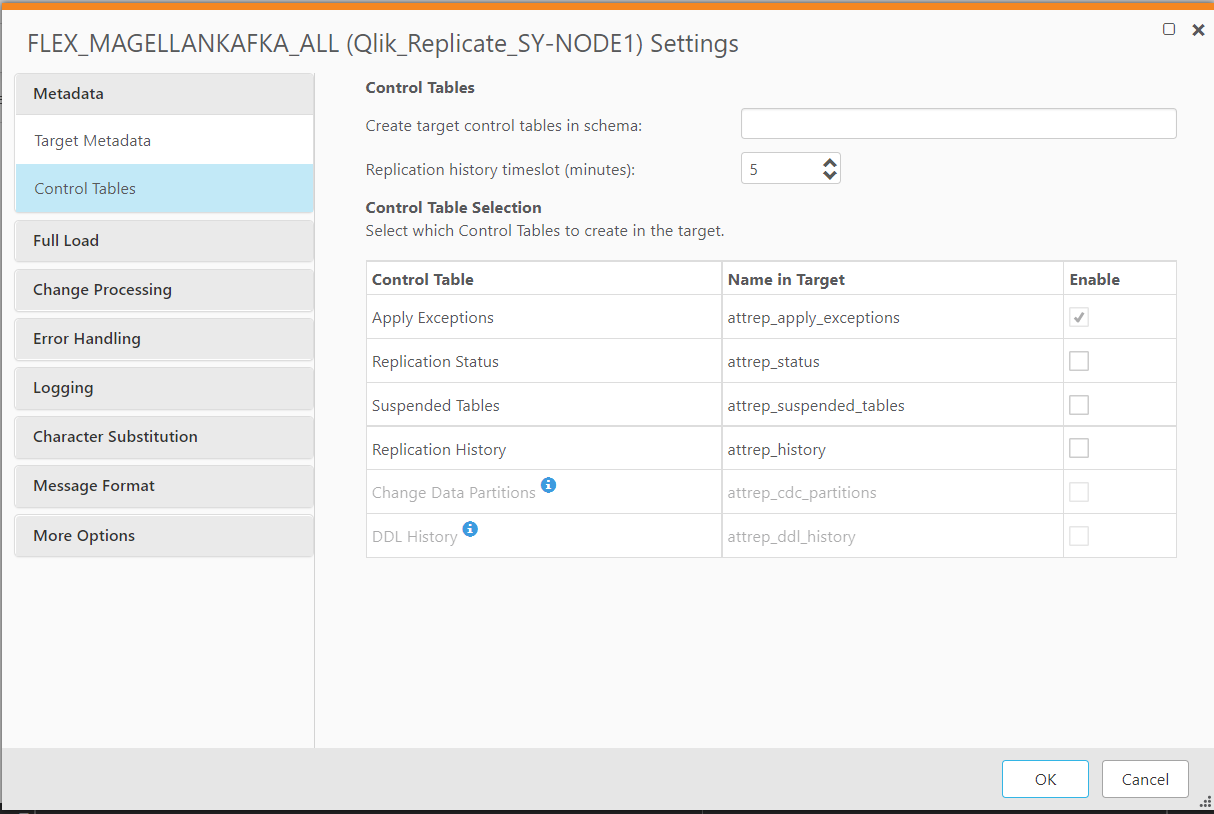 FLEX_MAGELLANKAFKA_ALL (Qlik_Replicate_SY-NODE1) Settings
Metadata
Target Metadata
Control Tables
Full Load
Change Processing
Error Handling
Logging
Character Substitution
Message Format
More Options
Control Tables
Create target control tables in schema:
Replication history timeslot (minutes): 5
Control Table Selection
Select which Control Tables to create in the target.
Control Table Name in Target Enable
Apply Exceptions attrep_apply_exceptions
Replication Status attrep_status
Suspended Tables attrep_suspended_tables
Replication History attrep_history
Change Data Partitions attrep_cdc_partitions
DDL History attrep_ddl_history
OK Cancel